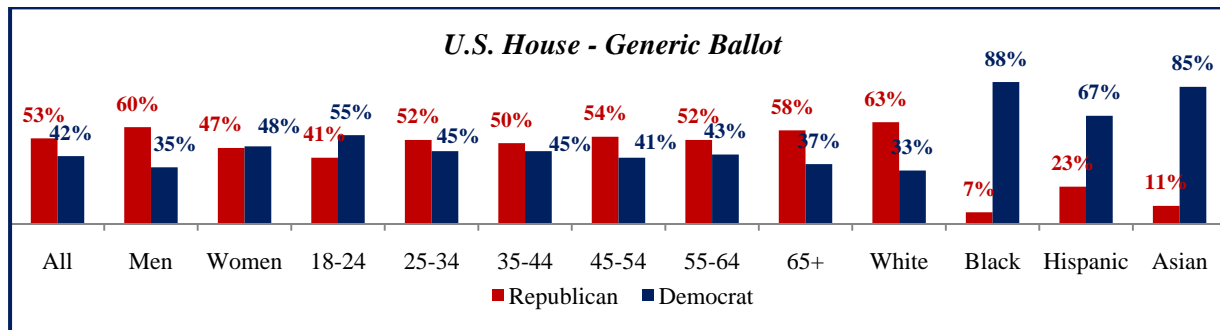 U.S. House - Generic Ballot
53% 42% 60% 35% 47% 48% 41% 55% 52% 45% 50% 45% 54% 41% 52% 43% 58% 37% 63% 33% 7% 88% 23% 67% 11% 85%
All Men Women 18-24 25-34 35-44 45-54 55-64 65+ White Black Hispanic Asian
Republican Democrat